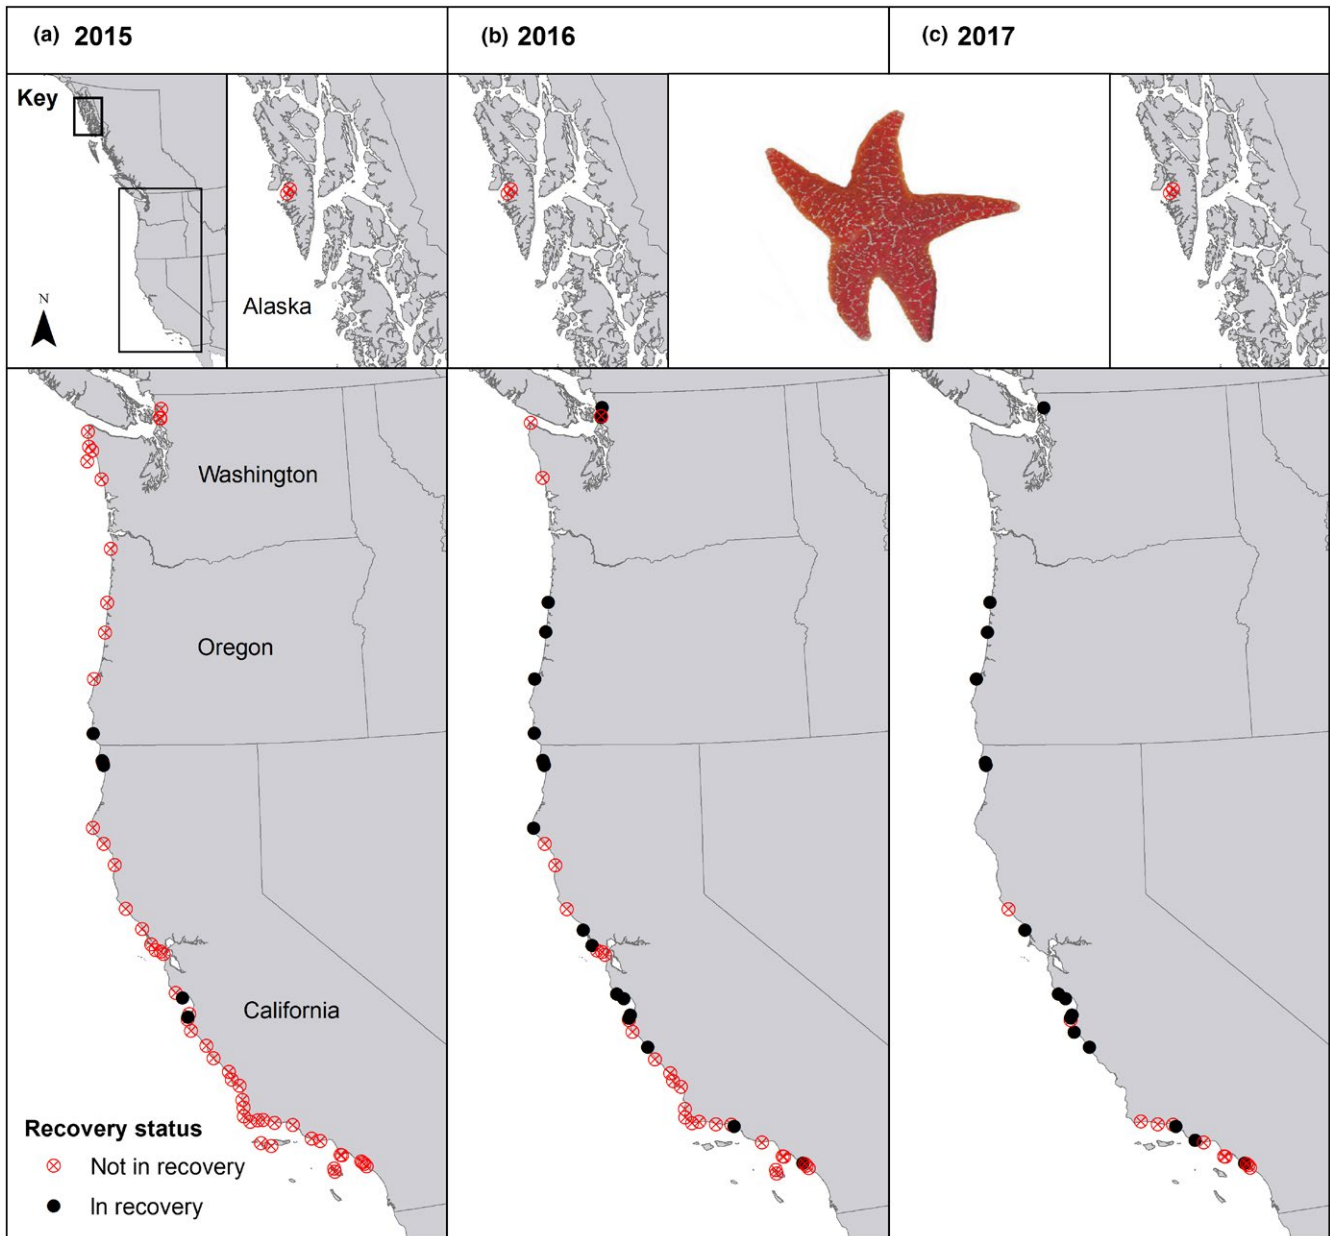 (a) 2015
(b) 2016
(c) 2017
Key
N
Alaska
Washington
Oregon
California
Recovery status
Not in recovery
In recovery